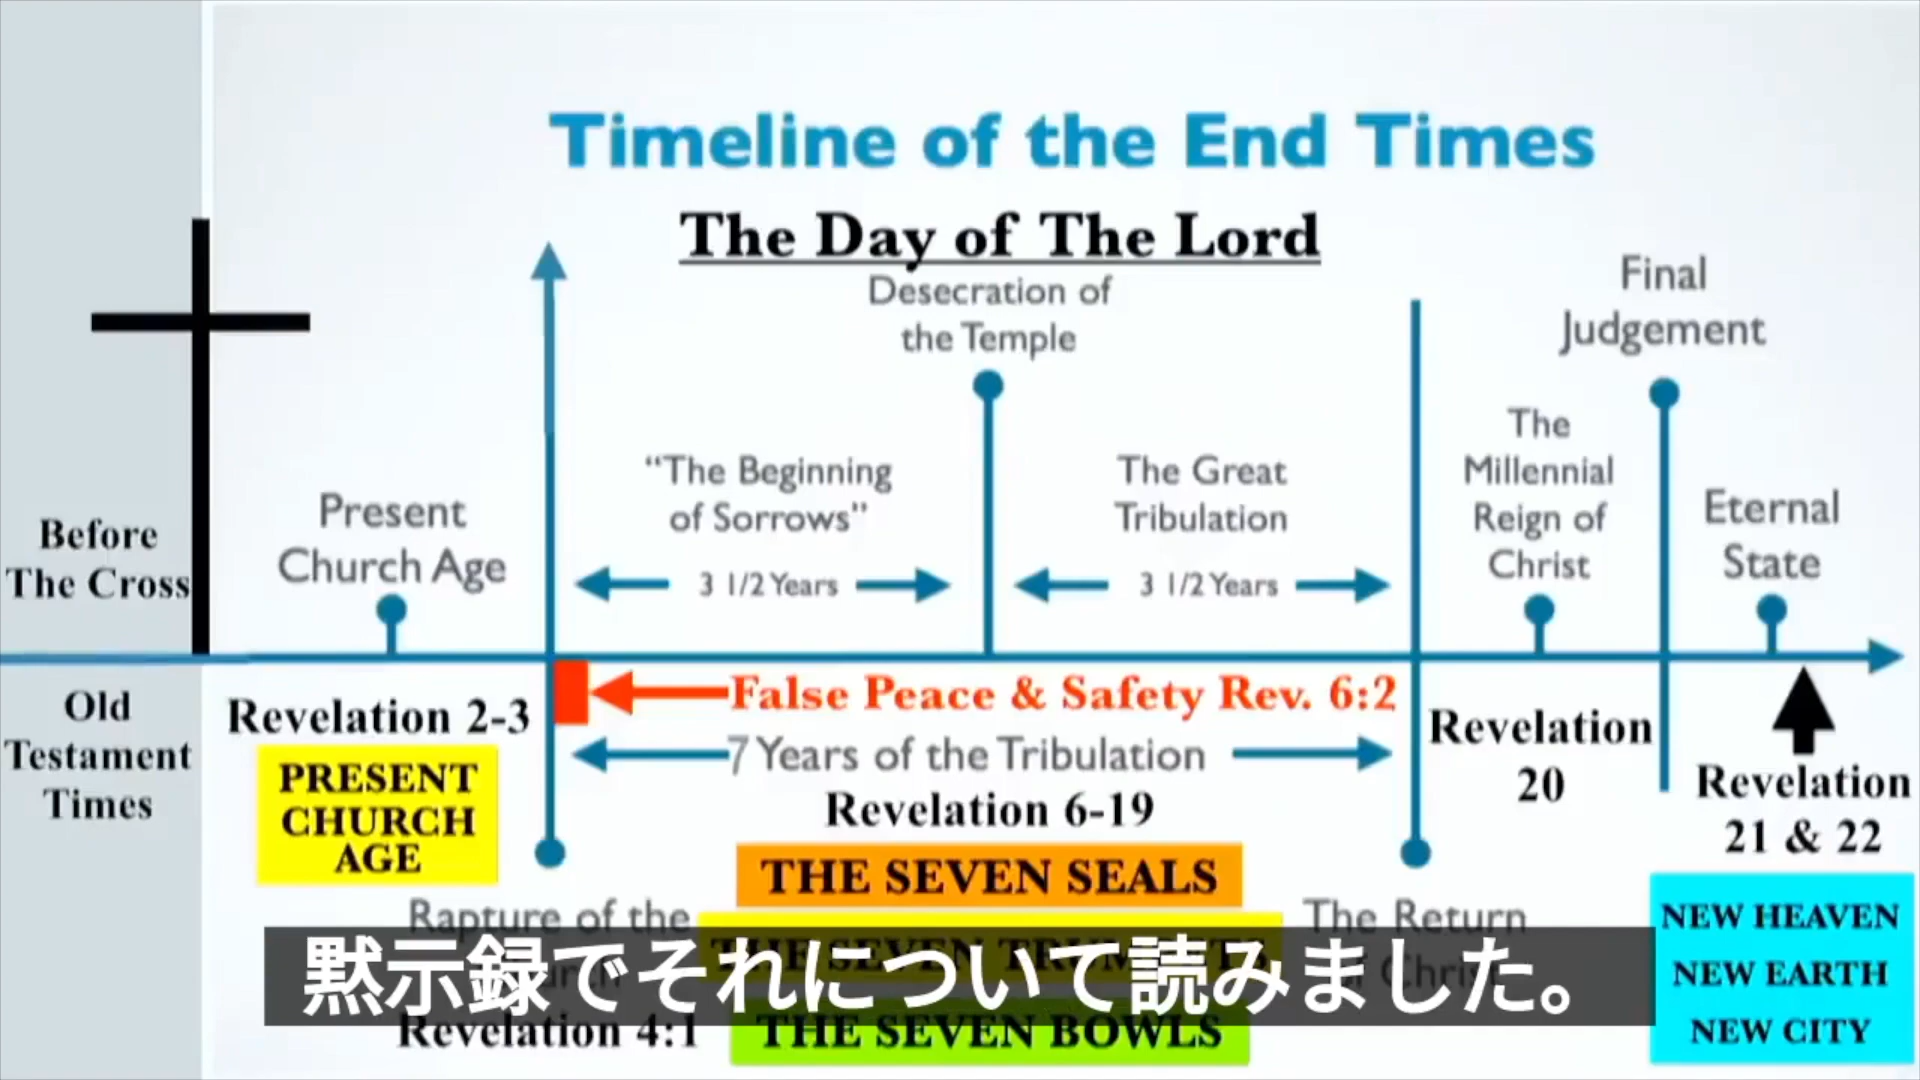 Timeline of the End Times
The Day of The Lord
Desecration of
the Temple
Final
Judgement
"The Beginning
of Sorrows"
The Great
Tribulation
The
Millennial
Reign of
Christ
Present
Church Age
Eternal
State
Before
The Cross
3 1/2 Years
3 1/2 Years
Old
Testament
Times
Revelation 2-3
PRESENT
CHURCH
AGE
False Peace & Safety Rev. 6:2
7 Years of the Tribulation
Revelation 6-19
THE SEVEN SEALS
THE SEVEN TRUMPETS
THE SEVEN BOWLS
Rapture of the
Revelation 4:1
The Return
of Christ
Revelation
20
Revelation
21 & 22
NEW HEAVEN
NEW EARTH
NEW CITY
黙示録でそれについて読みました。